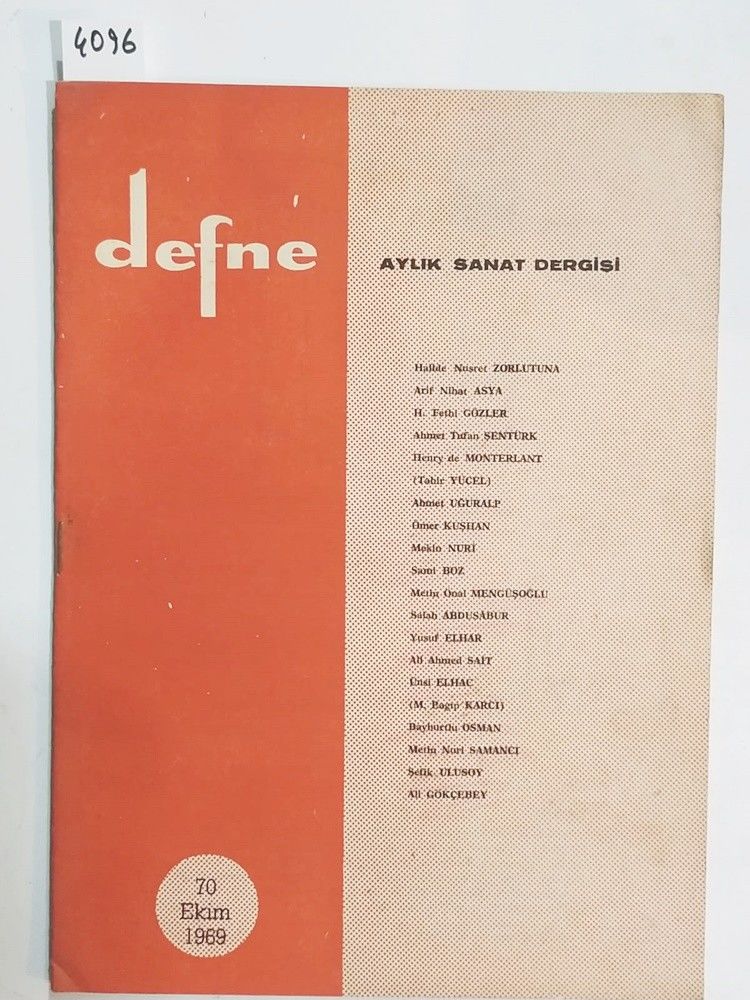 4096
defne
AYLIK SANAT DERGİSİ
Halide Nusret ZORLUTUNA
Arif Nihat ASYA
H. Fethi GÖZLER
Ahmet Tufan ŞENTÜRK
Henry de MONTERLANT
(Tahir YÜCEL)
Ahmet UĞURALP
Ömer KUŞHAN
Mekin NURİ
Sami BOZ
Metin Önal MENGÜŞOĞLU
Salah ABDUSABUR
Yusuf ELHAR
Ali Ahmed SAİT
Ünsi ELHAC
(M. Ragıp KARCI)
Bayburtlu OSMAN
Metin Nuri SAMANCI
Şefik ULUSOY
Ali GÖKÇEBEY
70
Ekim
1969